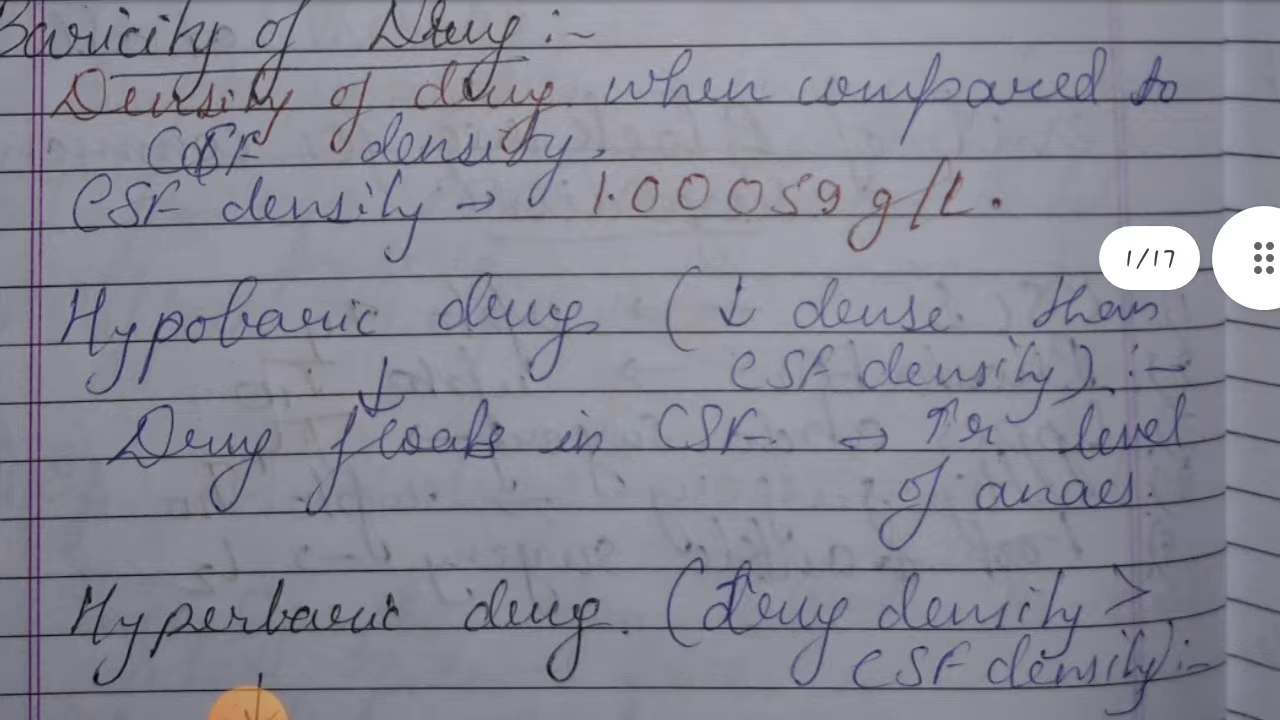 Baricity of Drug :-
Density of drug when compared to
CSF density.
CSF density → 1.00059 g/L.
1/17
Hypobaric drug (↓ dense than
CSF density) :-
↓
Drug floats in CSF. → ↑r level
of anaes.
Hyperbaric drug. (Drug density >
CSF density) :-